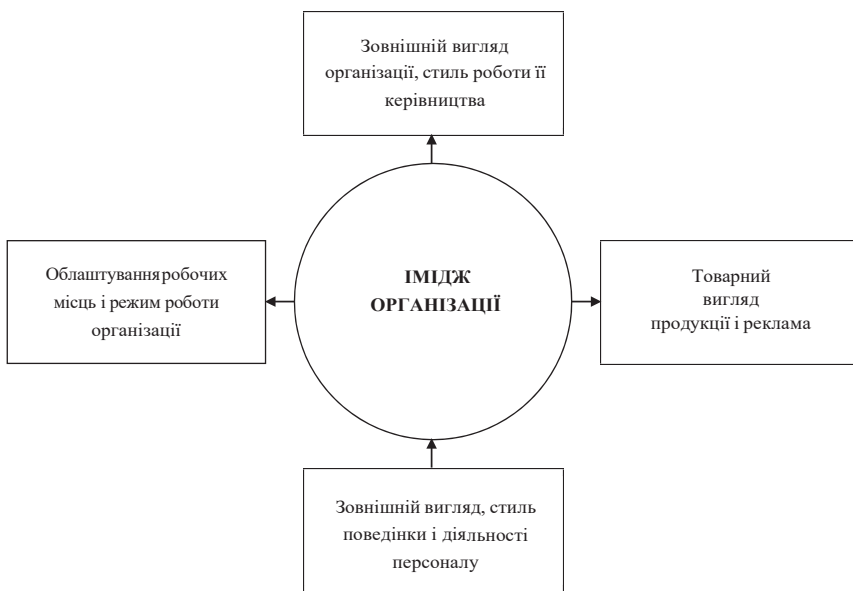 Зовнішній вигляд
організації, стиль роботи її
керівництва
Облаштування робочих
місць і режим роботи
організації
ІМІДЖ
ОРГАНІЗАЦІЇ
Товарний
вигляд
продукції і реклама
Зовнішній вигляд, стиль
поведінки і діяльності
персоналу